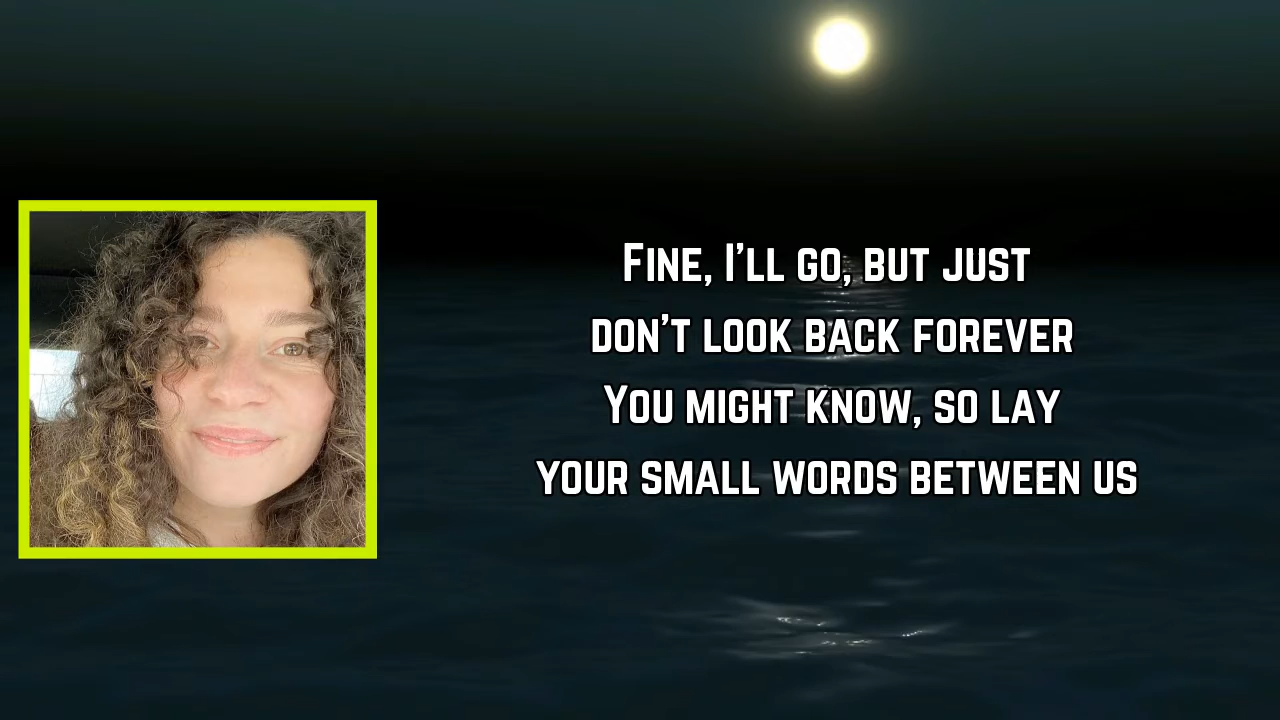 Fine, I'll go, but just
don't look back forever
You might know, so lay
your small words between us